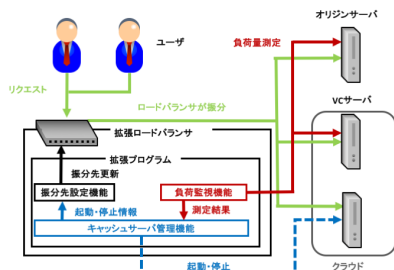 オリジンサーバ
ユーザ
負荷量測定
リクエスト
ロードバランサが振分
VCサーバ
拡張ロードバランサ
拡張プログラム
振分先更新
振分先設定機能
負荷監視機能
起動・停止情報
測定結果
キャッシュサーバ管理機能
起動・停止
クラウド